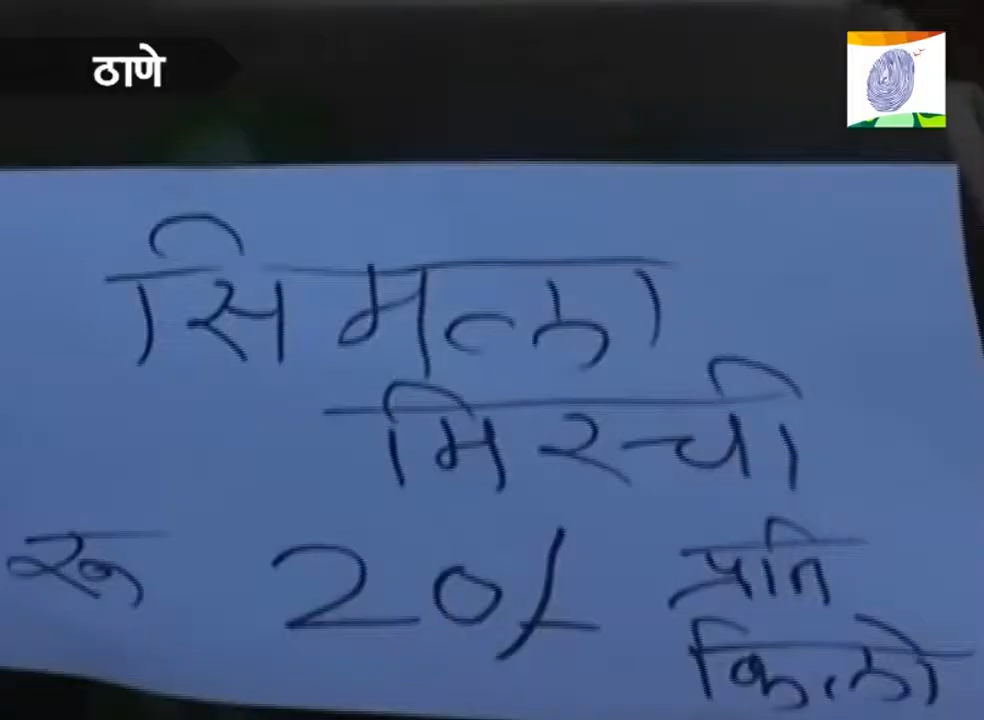 ठाणे
सिमला
मिरची
रू 20/- प्रति
किलो